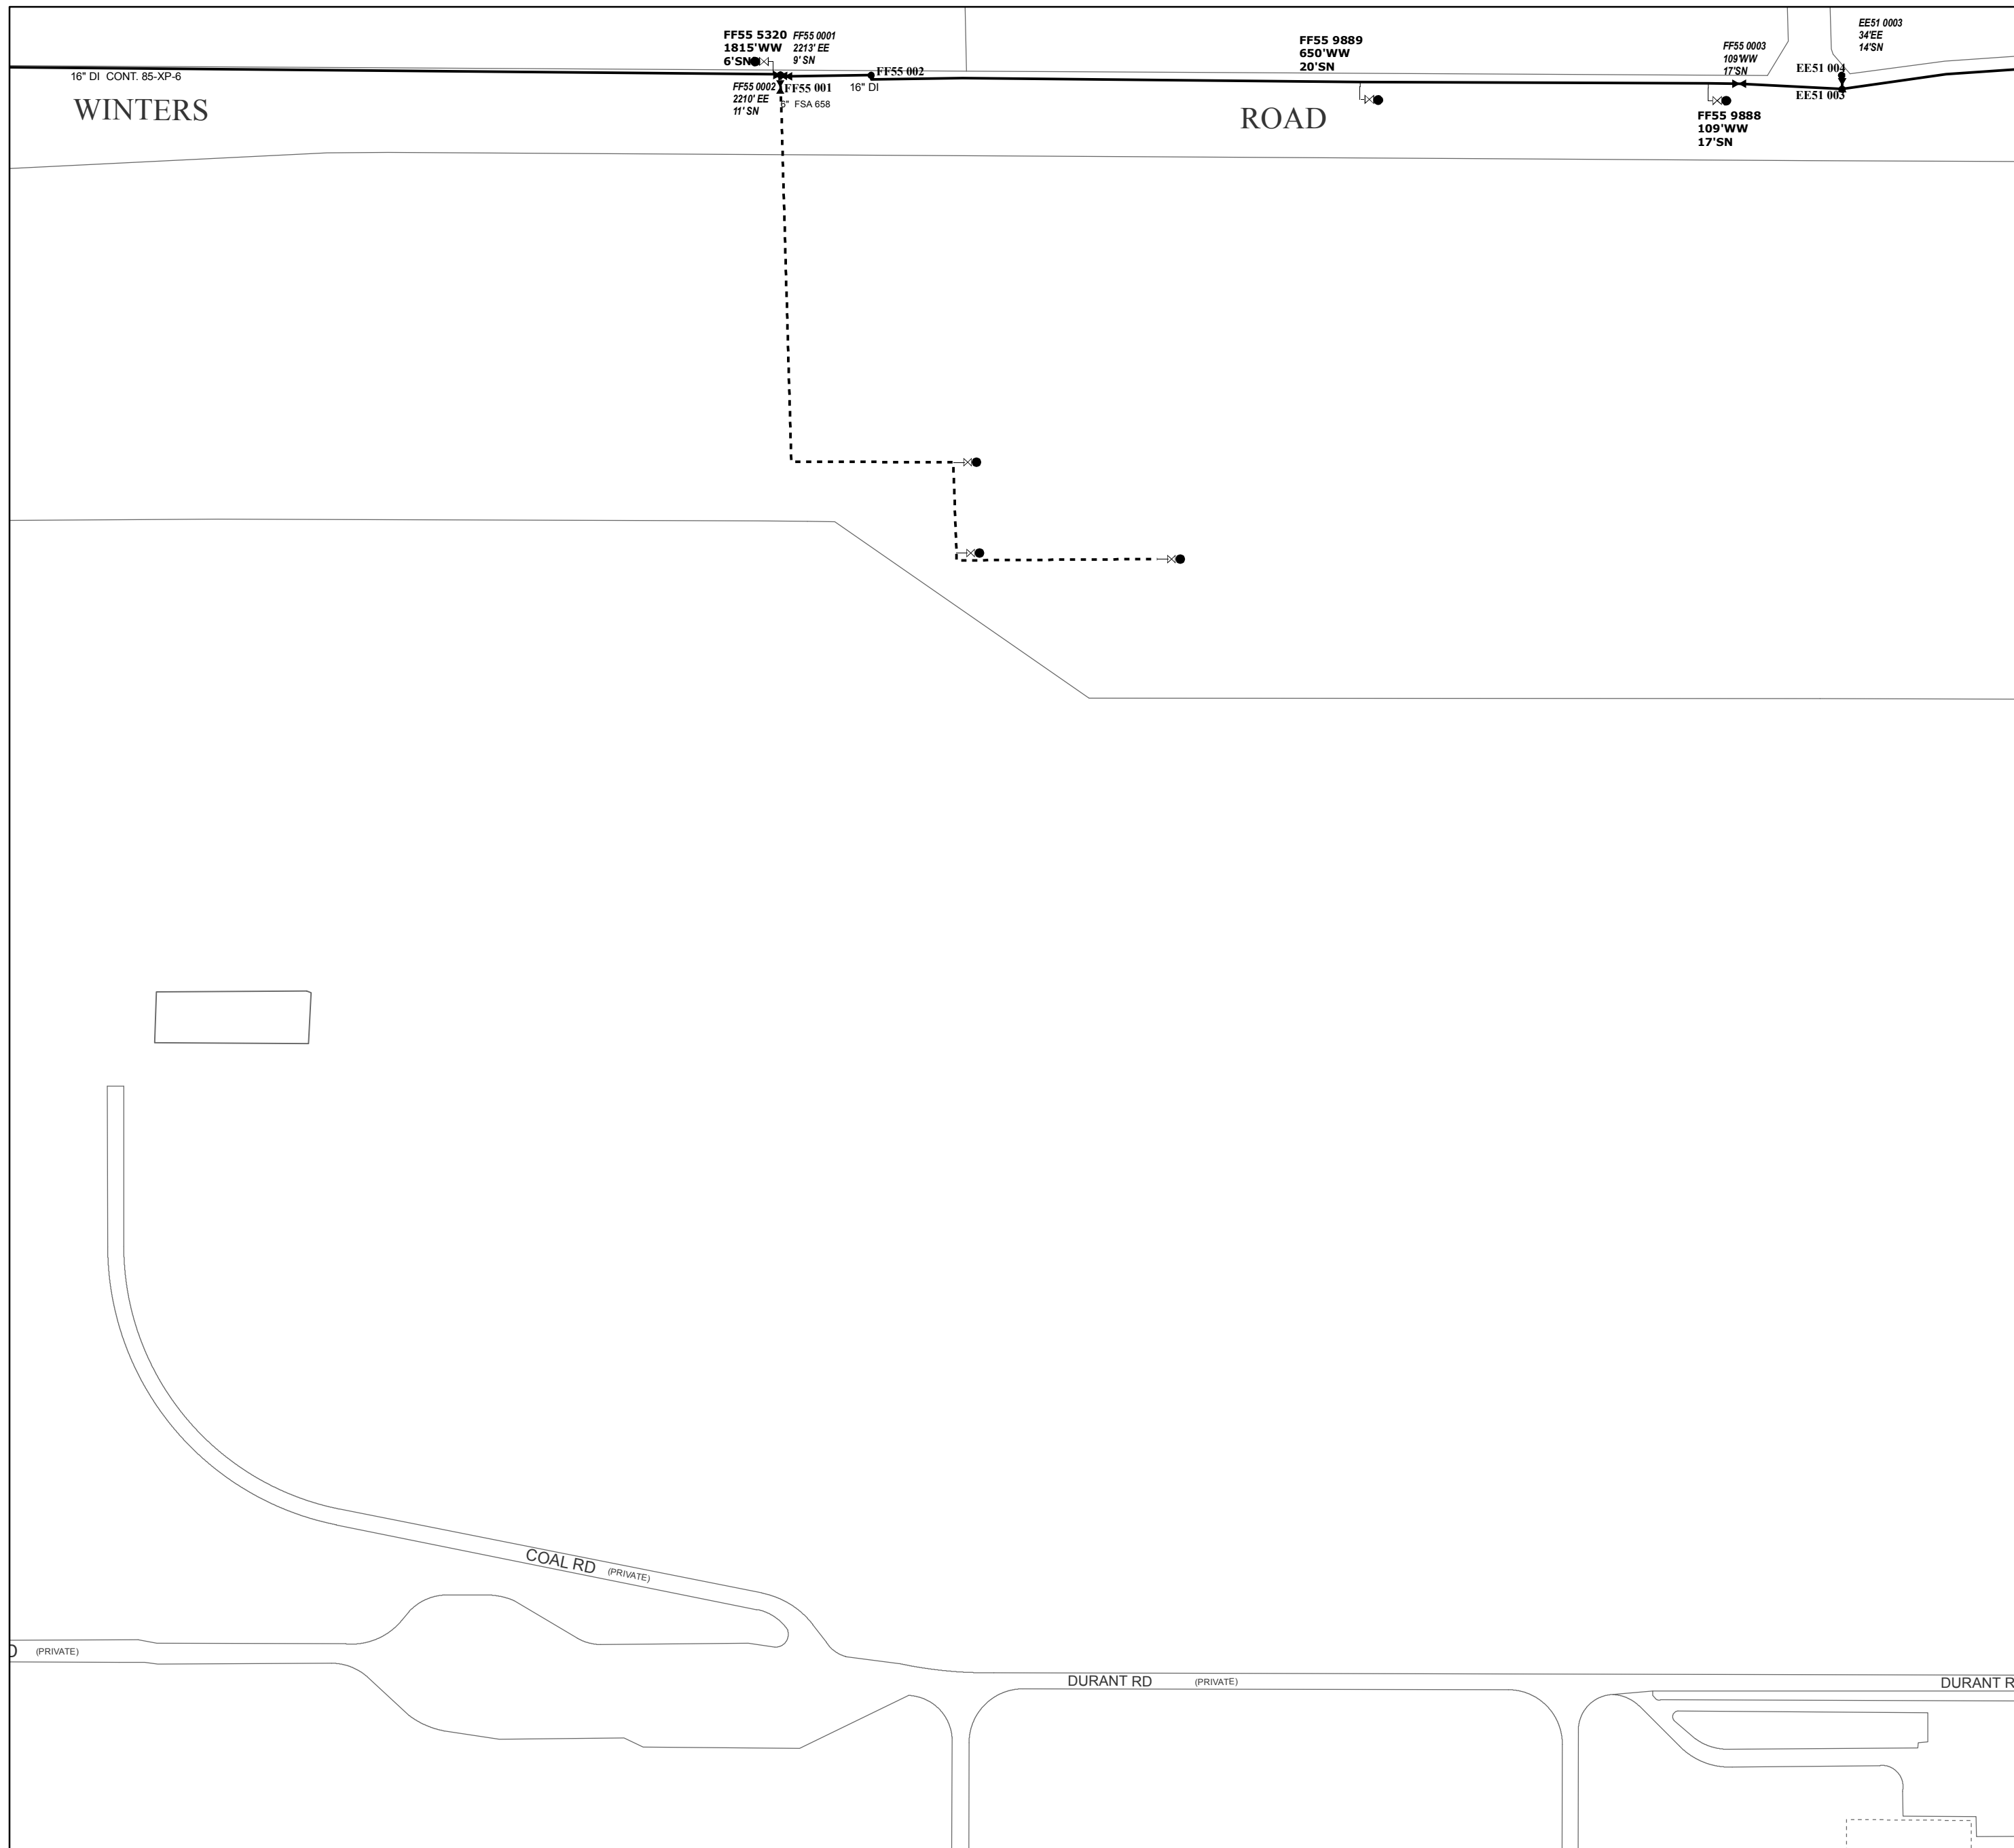 EE51 0003
34'EE
14'SN
FF55 5320
1815'WW
6'SN
FF55 0001
2213' EE
9' SN
FF55 9889
650'WW
20'SN
FF55 0003
109'WW
17'SN
16" DI CONT. 85-XP-6
FF55 002
EE51 004
FF55 0002
2210' EE
11' SN
FF55 001
16" DI
EE51 003
FSA 658
WINTERS
ROAD
FF55 9888
109'WW
17'SN
COAL RD (PRIVATE)
D (PRIVATE)
DURANT RD (PRIVATE)
DURANT R